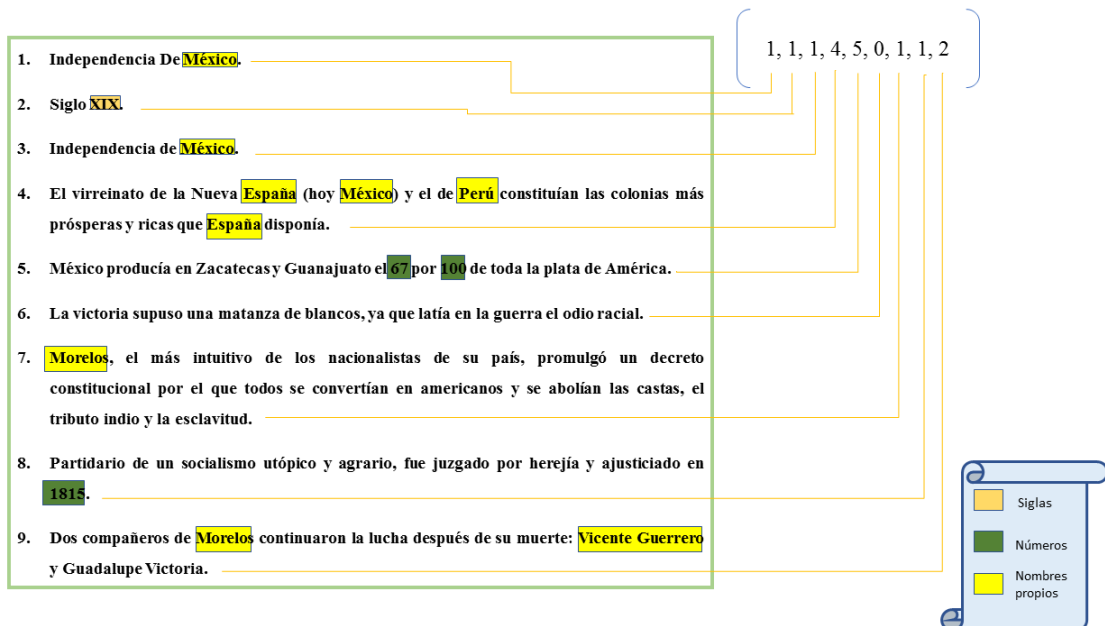 1, 1, 1, 4, 5, 0, 1, 1, 2
1. Independencia De México.
2. Siglo XIX.
3. Independencia de México.
4. El virreinato de la Nueva España (hoy México) y el de Perú constituían las colonias más
prósperas y ricas que España disponía.
5. México producía en Zacatecas y Guanajuato el 67 por 100 de toda la plata de América.
6. La victoria supuso una matanza de blancos, ya que latía en la guerra el odio racial.
7. Morelos, el más intuitivo de los nacionalistas de su país, promulgó un decreto
constitucional por el que todos se convertían en americanos y se abolían las castas, el
tributo indio y la esclavitud.
8. Partidario de un socialismo utópico y agrario, fue juzgado por herejía y ajusticiado en
1815.
9. Dos compañeros de Morelos continuaron la lucha después de su muerte: Vicente Guerrero
y Guadalupe Victoria.
Siglas
Números
Nombres
propios